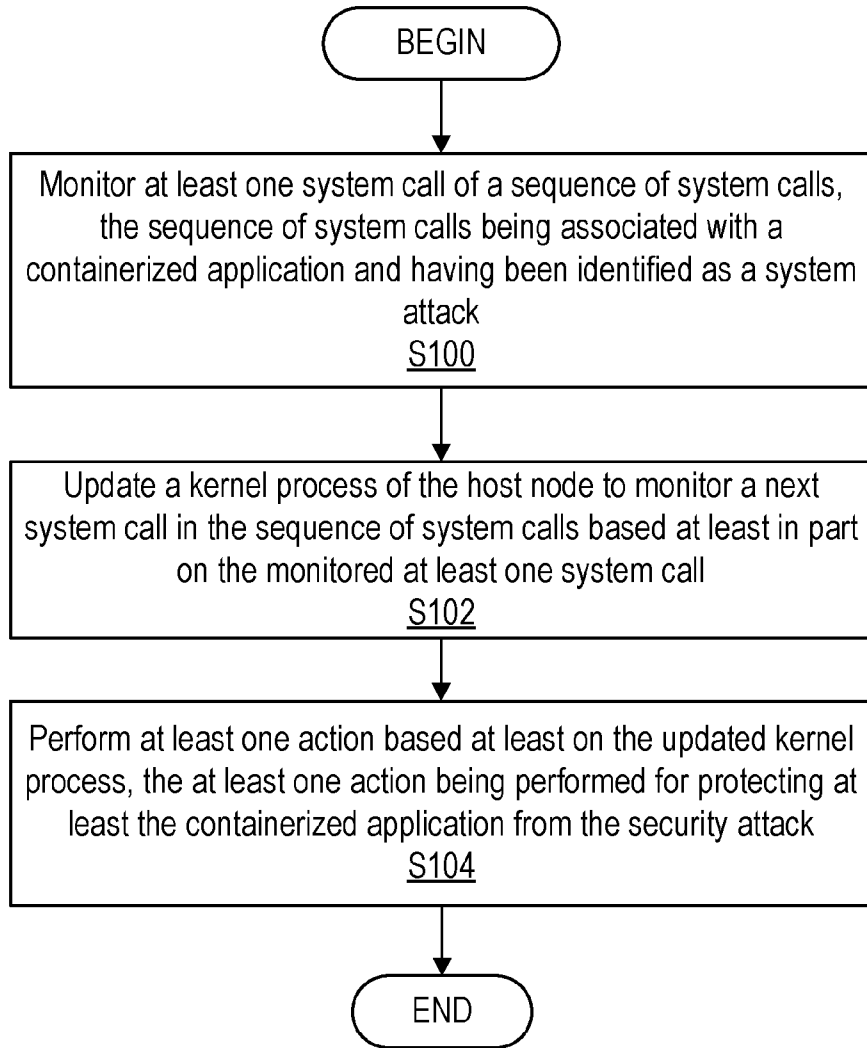 BEGIN
Monitor at least one system call of a sequence of system calls,
the sequence of system calls being associated with a
containerized application and having been identified as a system
attack
S100
Update a kernel process of the host node to monitor a next
system call in the sequence of system calls based at least in part
on the monitored at least one system call
S102
Perform at least one action based at least on the updated kernel
process, the at least one action being performed for protecting at
least the containerized application from the security attack
S104
END